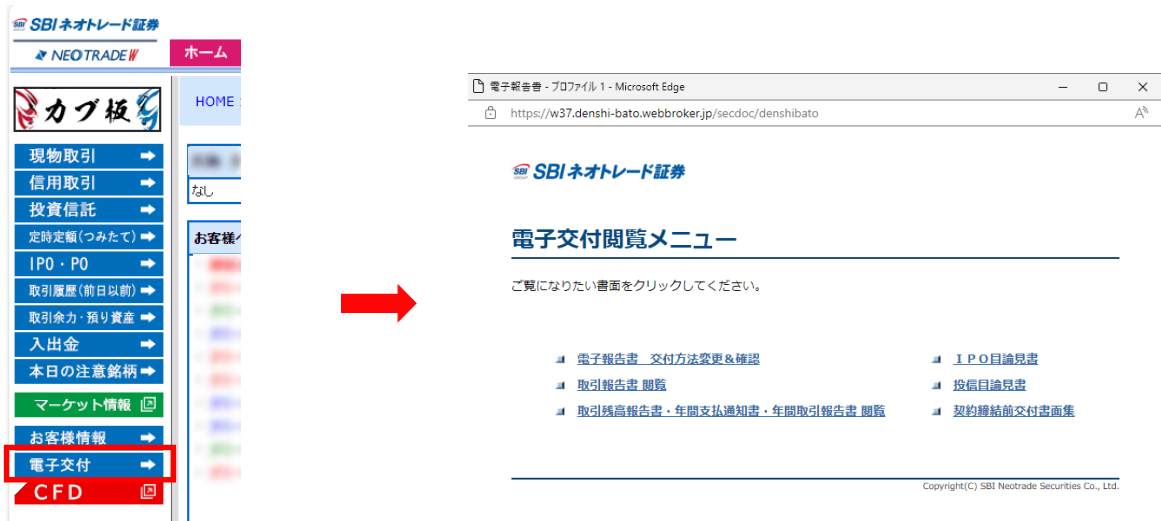 SBI ネオトレード証券
NEOTRADE W
ホーム
カブ板
HOME
現物取引
信用取引
投資信託
定時定額(つみたて)
IPO・PO
取引履歴(前日以前)
取引余力・預り資産
入出金
本日の注意銘柄
マーケット情報
お客様情報
電子交付
CFD
なし
お客様へ
電子報告書 - プロファイル 1 - Microsoft Edge
https://w37.denshi-bato.webbroker.jp/secdoc/denshibato
SBI ネオトレード証券
電子交付閲覧メニュー
ご覧になりたい書面をクリックしてください。
電子報告書 交付方法変更&確認
取引報告書 閲覧
取引残高報告書・年間支払通知書・年間取引報告書 閲覧
IPO目論見書
投信目論見書
契約締結前交付書面集
Copyright(C) SBI Neotrade Securities Co., Ltd.